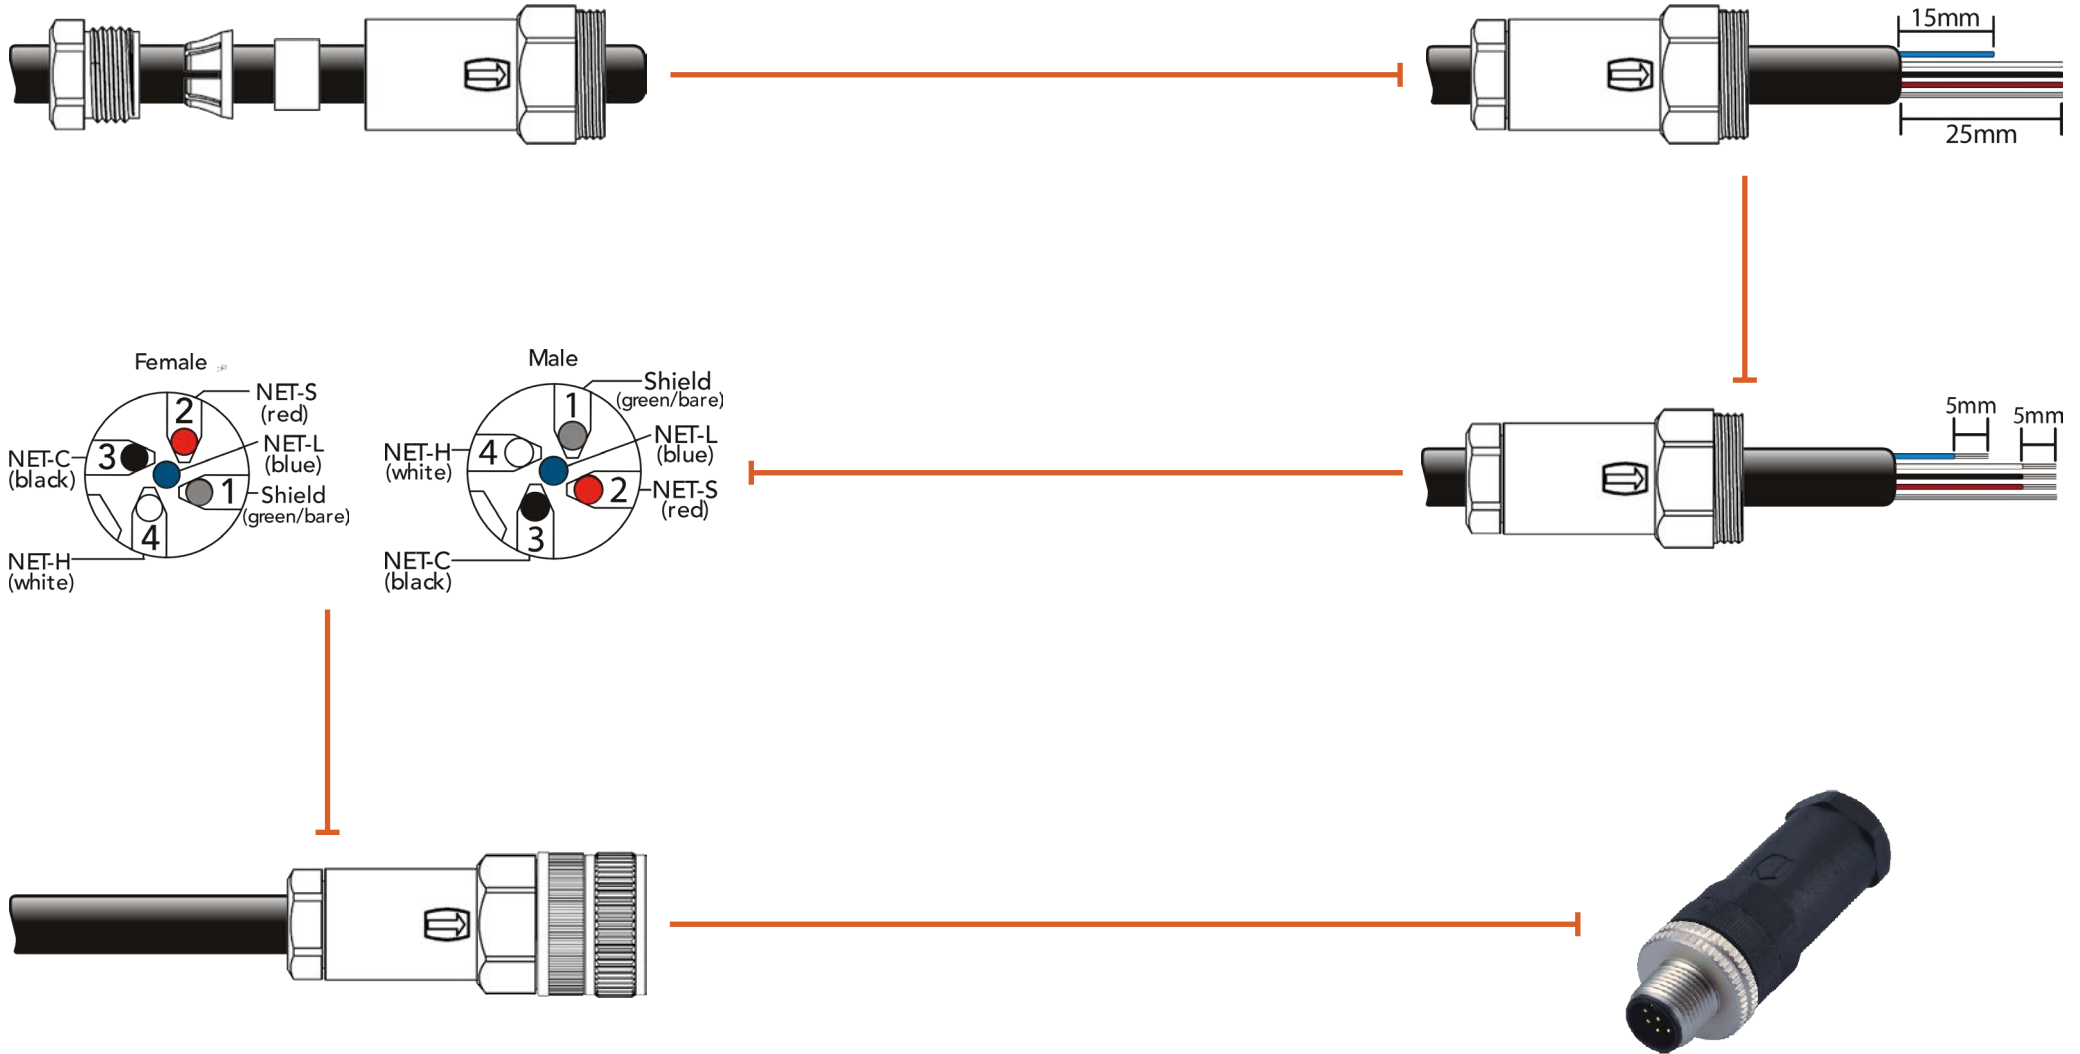 15mm
25mm
Female
NET-S
(red)
NET-L
(blue)
NET-C
(black)
Shield
(green/bare)
NET-H
(white)
2
3
1
4
Male
Shield
(green/bare)
NET-L
(blue)
NET-H
(white)
NET-S
(red)
NET-C
(black)
1
4
2
3
5mm
5mm